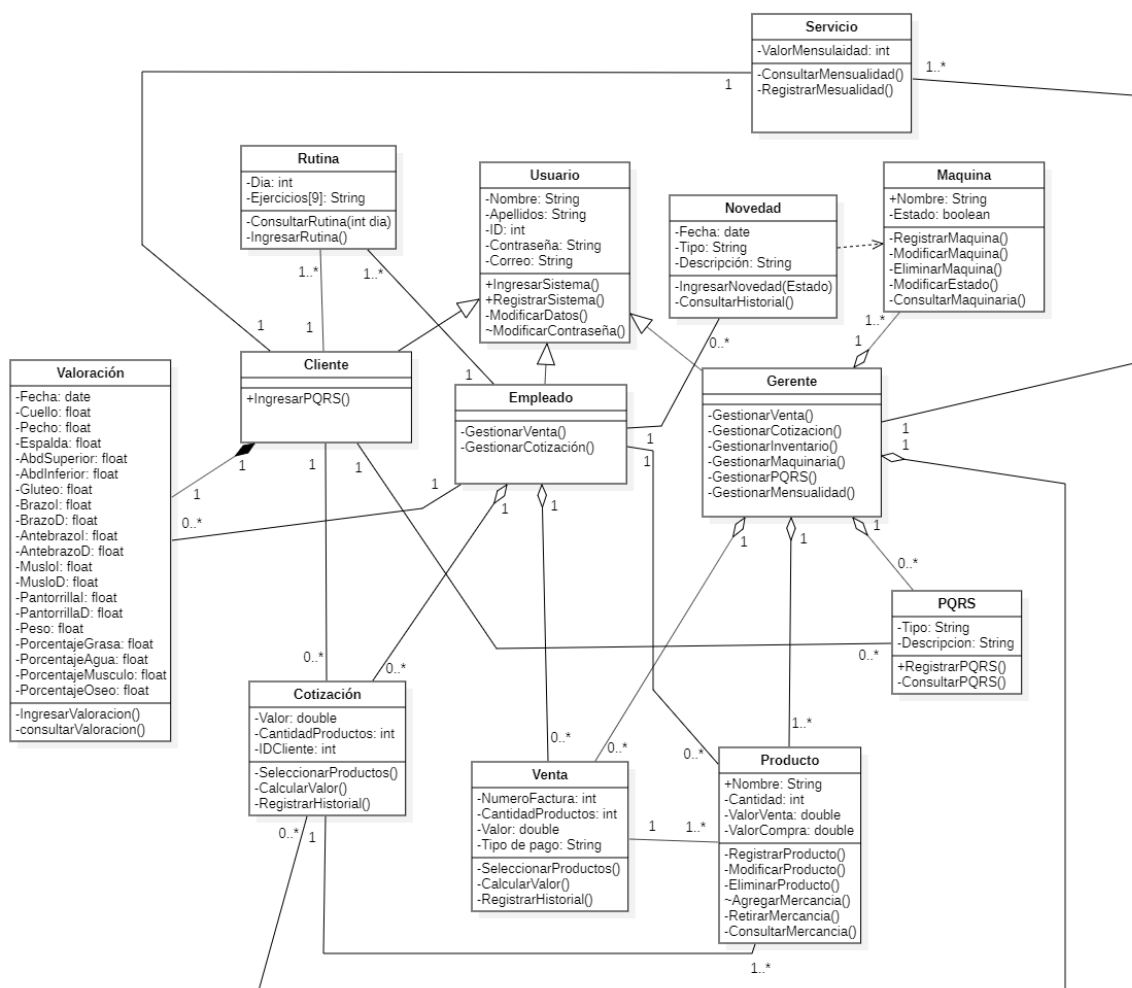 Servicio
-ValorMensulaidad: int
-ConsultarMensualidad()
-RegistrarMesualidad()
1
1..*
Rutina
-Dia: int
-Ejercicios[9]: String
-ConsultarRutina(int dia)
-IngresarRutina()
1..*
1..*
Usuario
-Nombre: String
-Apellidos: String
-ID: int
-Contraseña: String
-Correo: String
+IngresarSistema()
+RegistrarSistema()
-ModificarDatos()
~ModificarContraseña()
Novedad
-Fecha: date
-Tipo: String
-Descripción: String
-IngresarNovedad(Estado)
-ConsultarHistorial()
0..*
Maquina
+Nombre: String
-Estado: boolean
-RegistrarMaquina()
-ModificarMaquina()
-EliminarMaquina()
-ModificarEstado()
-ConsultarMaquinaria()
1..*
1
1
1
Cliente
+IngresarPQRS()
1
1
1
Valoración
-Fecha: date
-Cuello: float
-Pecho: float
-Espalda: float
-AbdSuperior: float
-AbdInferior: float
-Gluteo: float
-BrazoI: float
-BrazoD: float
-AntebrazoI: float
-AntebrazoD: float
-MusloI: float
-MusloD: float
-PantorrillaI: float
-PantorrillaD: float
-Peso: float
-PorcentajeGrasa: float
-PorcentajeAgua: float
-PorcentajeMusculo: float
-PorcentajeOseo: float
-IngresarValoracion()
-consultarValoracion()
1
0..*
1
Empleado
-GestionarVenta()
-GestionarCotización()
1
1
1
1
1
Gerente
-GestionarVenta()
-GestionarCotizacion()
-GestionarInventario()
-GestionarMaquinaria()
-GestionarPQRS()
-GestionarMensualidad()
1
1
1
1
1
0..*
PQRS
-Tipo: String
-Descripcion: String
+RegistrarPQRS()
-ConsultarPQRS()
0..*
0..*
0..*
Cotización
-Valor: double
-CantidadProductos: int
-IDCliente: int
-SeleccionarProductos()
-CalcularValor()
-RegistrarHistorial()
0..*
1
0..*
0..*
Venta
-NumeroFactura: int
-CantidadProductos: int
-Valor: double
-Tipo de pago: String
-SeleccionarProductos()
-CalcularValor()
-RegistrarHistorial()
1
1..*
0..*
1..*
Producto
+Nombre: String
-Cantidad: int
-ValorVenta: double
-ValorCompra: double
-RegistrarProducto()
-ModificarProducto()
-EliminarProducto()
~AgregarMercancia()
-RetirarMercancia()
-ConsultarMercancia()
1..*